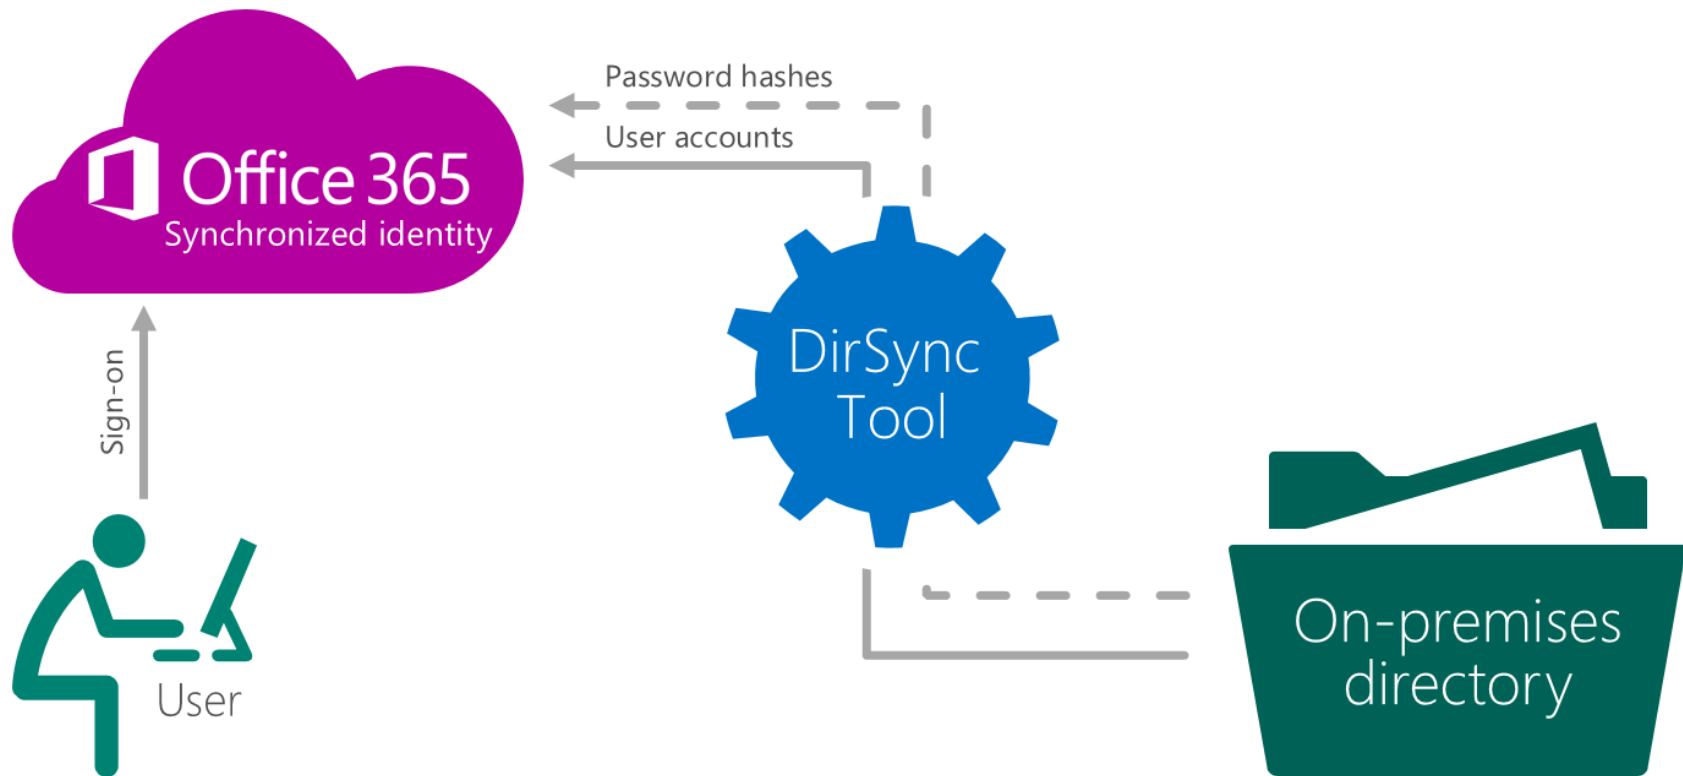 Password hashes
User accounts
Office 365
Synchronized identity
Sign-on
DirSync
Tool
On-premises
directory
User